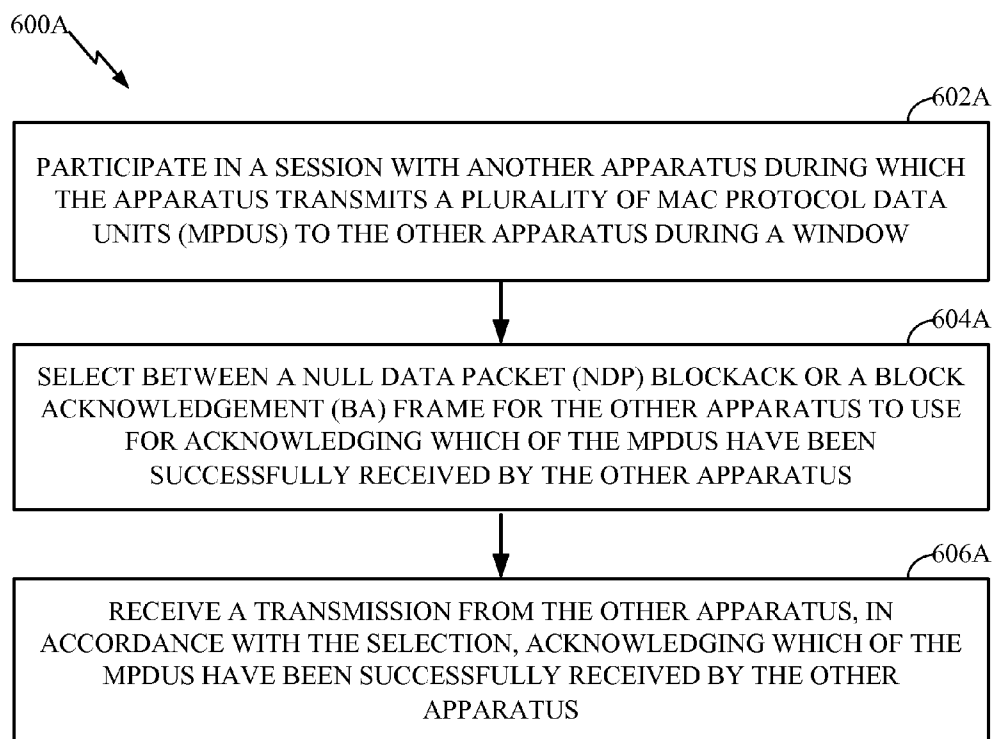 600A
602A
PARTICIPATE IN A SESSION WITH ANOTHER APPARATUS DURING WHICH
THE APPARATUS TRANSMITS A PLURALITY OF MAC PROTOCOL DATA
UNITS (MPDUS) TO THE OTHER APPARATUS DURING A WINDOW
604A
SELECT BETWEEN A NULL DATA PACKET (NDP) BLOCKACK OR A BLOCK
ACKNOWLEDGEMENT (BA) FRAME FOR THE OTHER APPARATUS TO USE
FOR ACKNOWLEDGING WHICH OF THE MPDUS HAVE BEEN
SUCCESSFULLY RECEIVED BY THE OTHER APPARATUS
606A
RECEIVE A TRANSMISSION FROM THE OTHER APPARATUS, IN
ACCORDANCE WITH THE SELECTION, ACKNOWLEDGING WHICH OF THE
MPDUS HAVE BEEN SUCCESSFULLY RECEIVED BY THE OTHER
APPARATUS